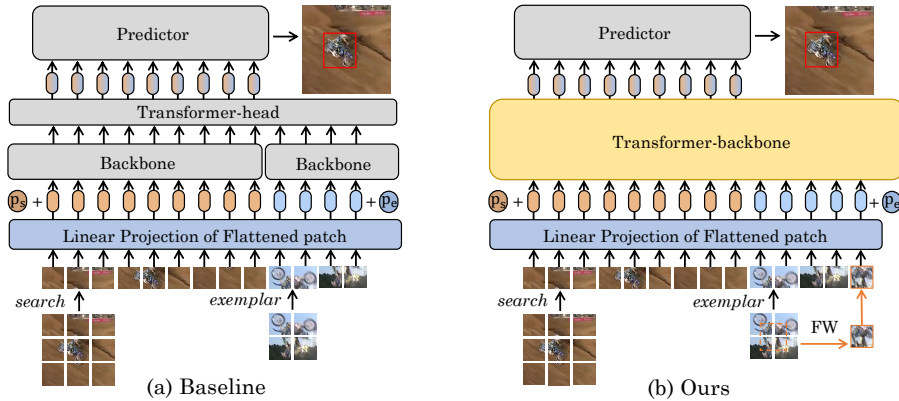 Predictor
Transformer-head
Backbone
Backbone
pₛ +
+ pₑ
Linear Projection of Flattened patch
search
exemplar
(a) Baseline
Predictor
Transformer-backbone
pₛ +
+ pₑ
Linear Projection of Flattened patch
search
exemplar
FW
(b) Ours